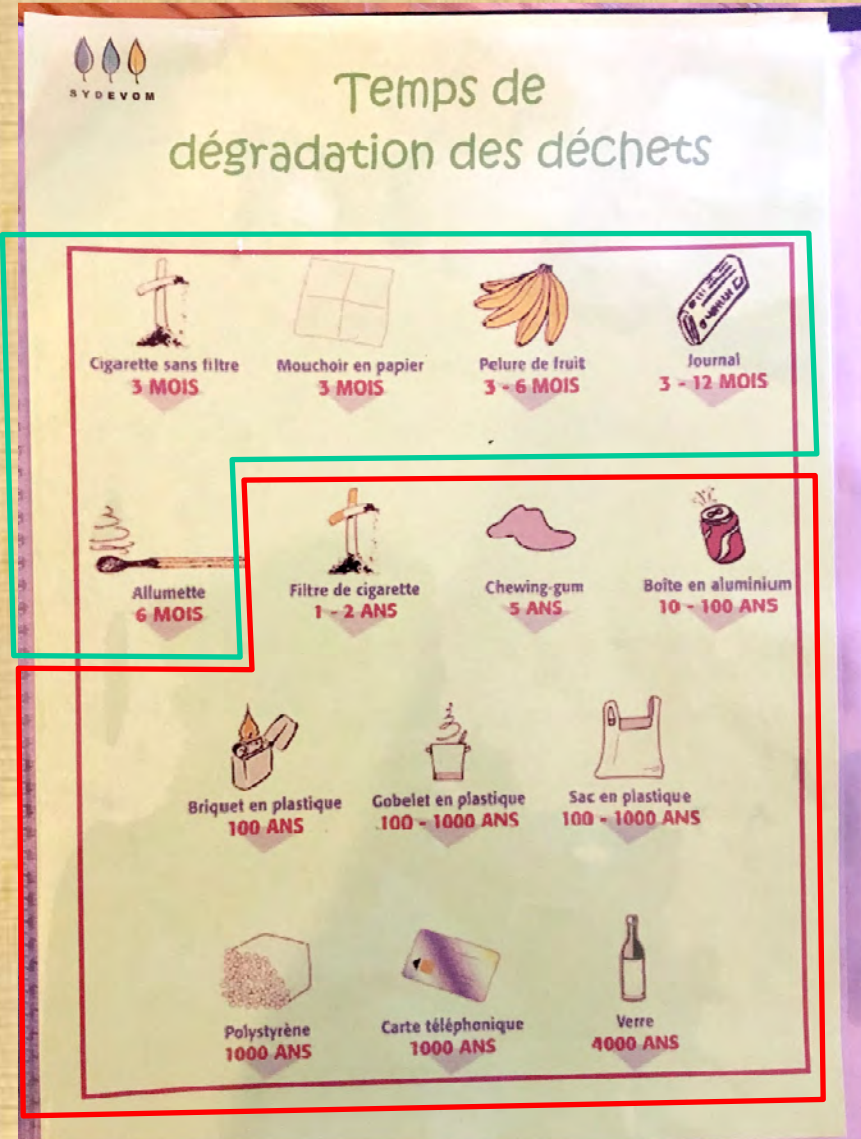 SYDEVOM
Temps de
dégradation des déchets
Cigarette sans filtre
3 MOIS
Mouchoir en papier
3 MOIS
Pelure de fruit
3 - 6 MOIS
Journal
3 - 12 MOIS
Allumette
6 MOIS
Filtre de cigarette
1 - 2 ANS
Chewing-gum
5 ANS
Boîte en aluminium
10 - 100 ANS
Briquet en plastique
100 ANS
Gobelet en plastique
100 - 1000 ANS
Sac en plastique
100 - 1000 ANS
Polystyrène
1000 ANS
Carte téléphonique
1000 ANS
Verre
4000 ANS